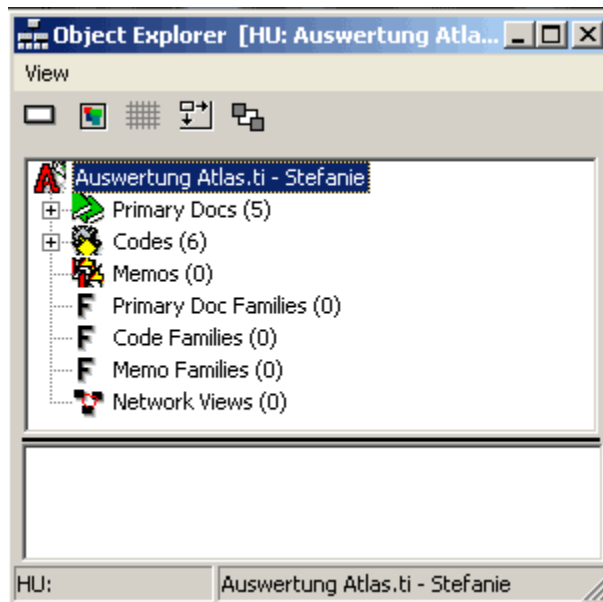 Object Explorer [HU: Auswertung Atla...
View
Auswertung Atlas.ti - Stefanie
Primary Docs (5)
Codes (6)
Memos (0)
F Primary Doc Families (0)
F Code Families (0)
F Memo Families (0)
Network Views (0)
HU: Auswertung Atlas.ti - Stefanie